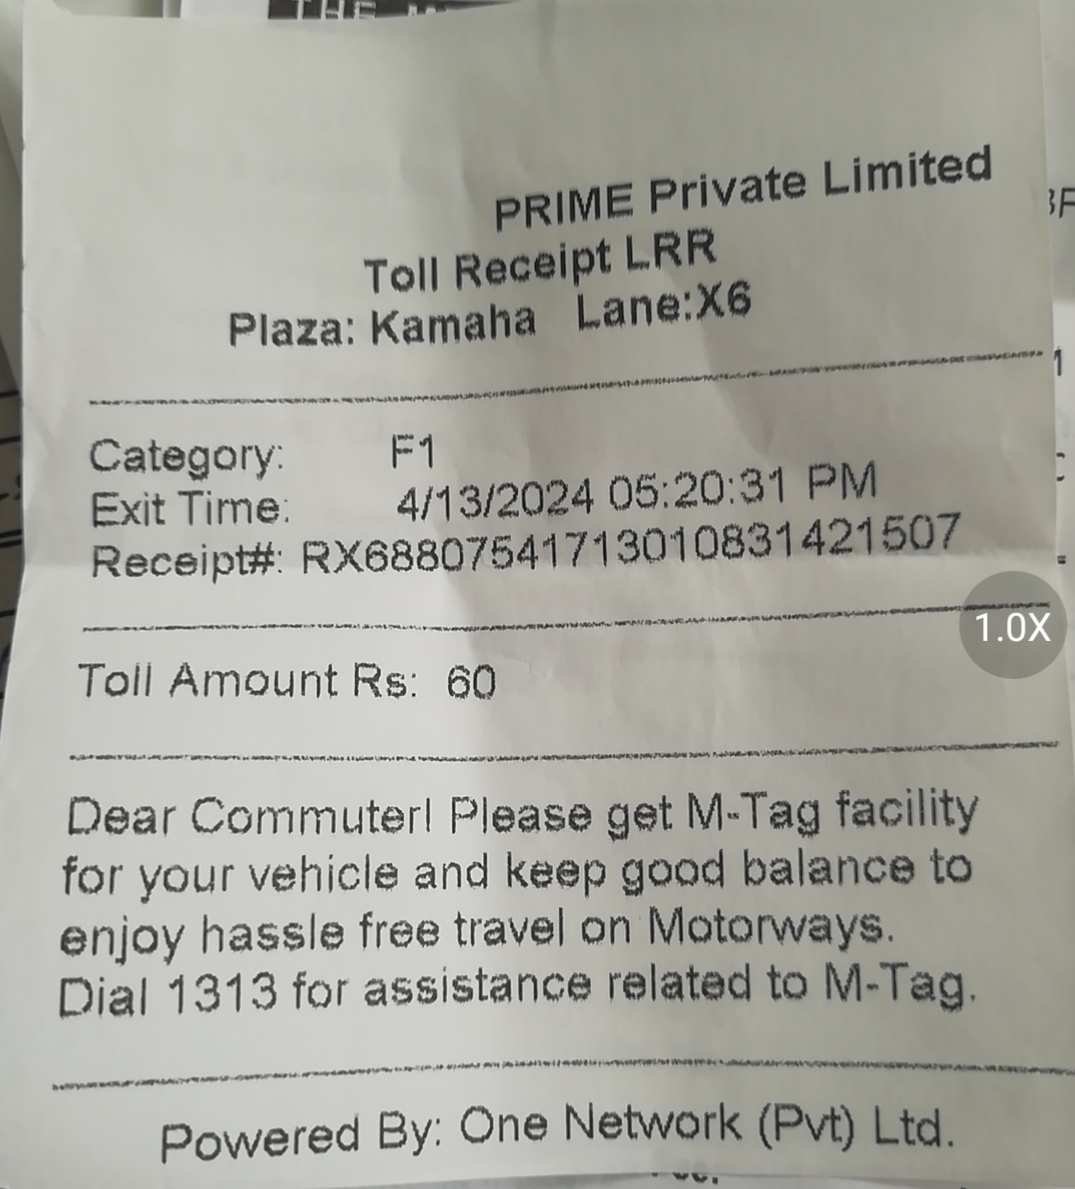 PRIME Private Limited
Toll Receipt LRR
Plaza: Kamaha Lane:X6
Category: F1
Exit Time: 4/13/2024 05:20:31 PM
Receipt#: RX68807541713010831421507
1.0X
Toll Amount Rs: 60
Dear Commuter! Please get M-Tag facility
for your vehicle and keep good balance to
enjoy hassle free travel on Motorways.
Dial 1313 for assistance related to M-Tag.
Powered By: One Network (Pvt) Ltd.